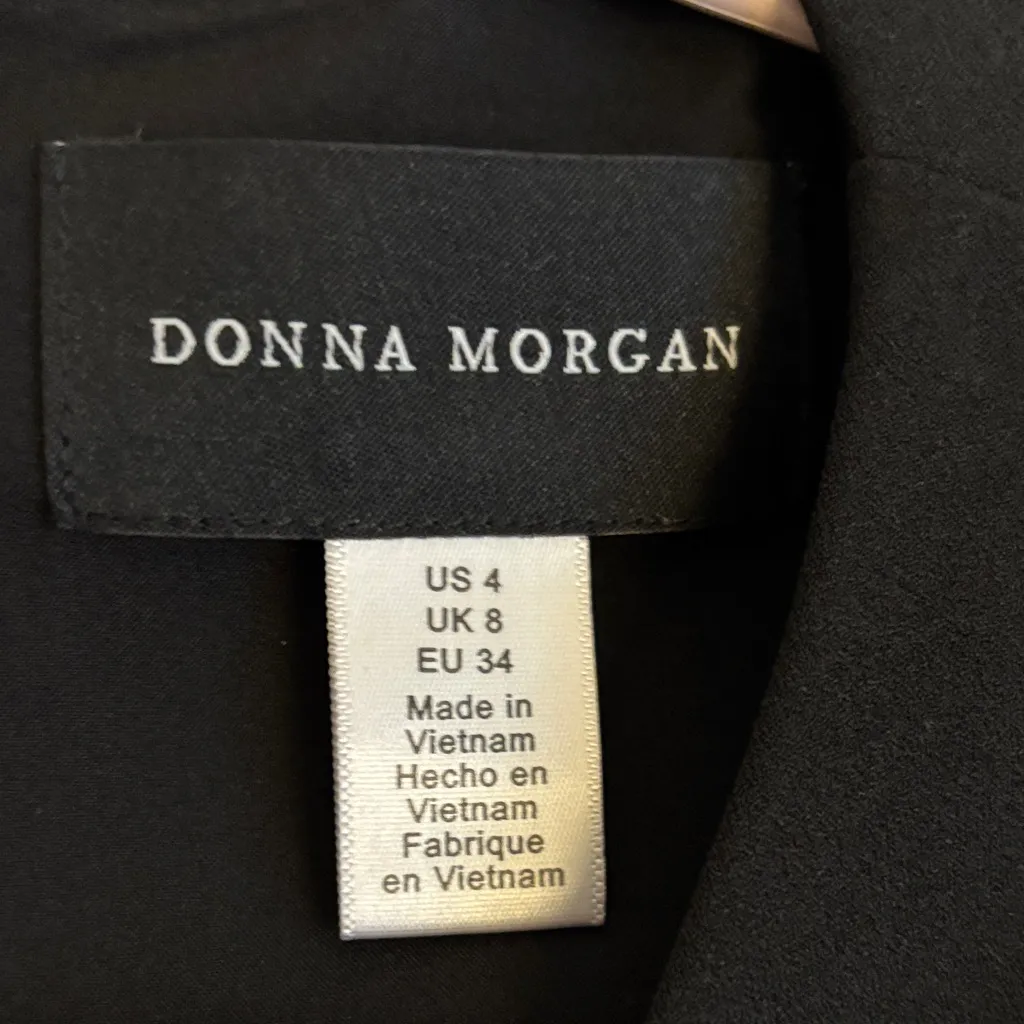 DONNA MORGAN
US 4
UK 8
EU 34
Made in
Vietnam
Hecho en
Vietnam
Fabrique
en Vietnam